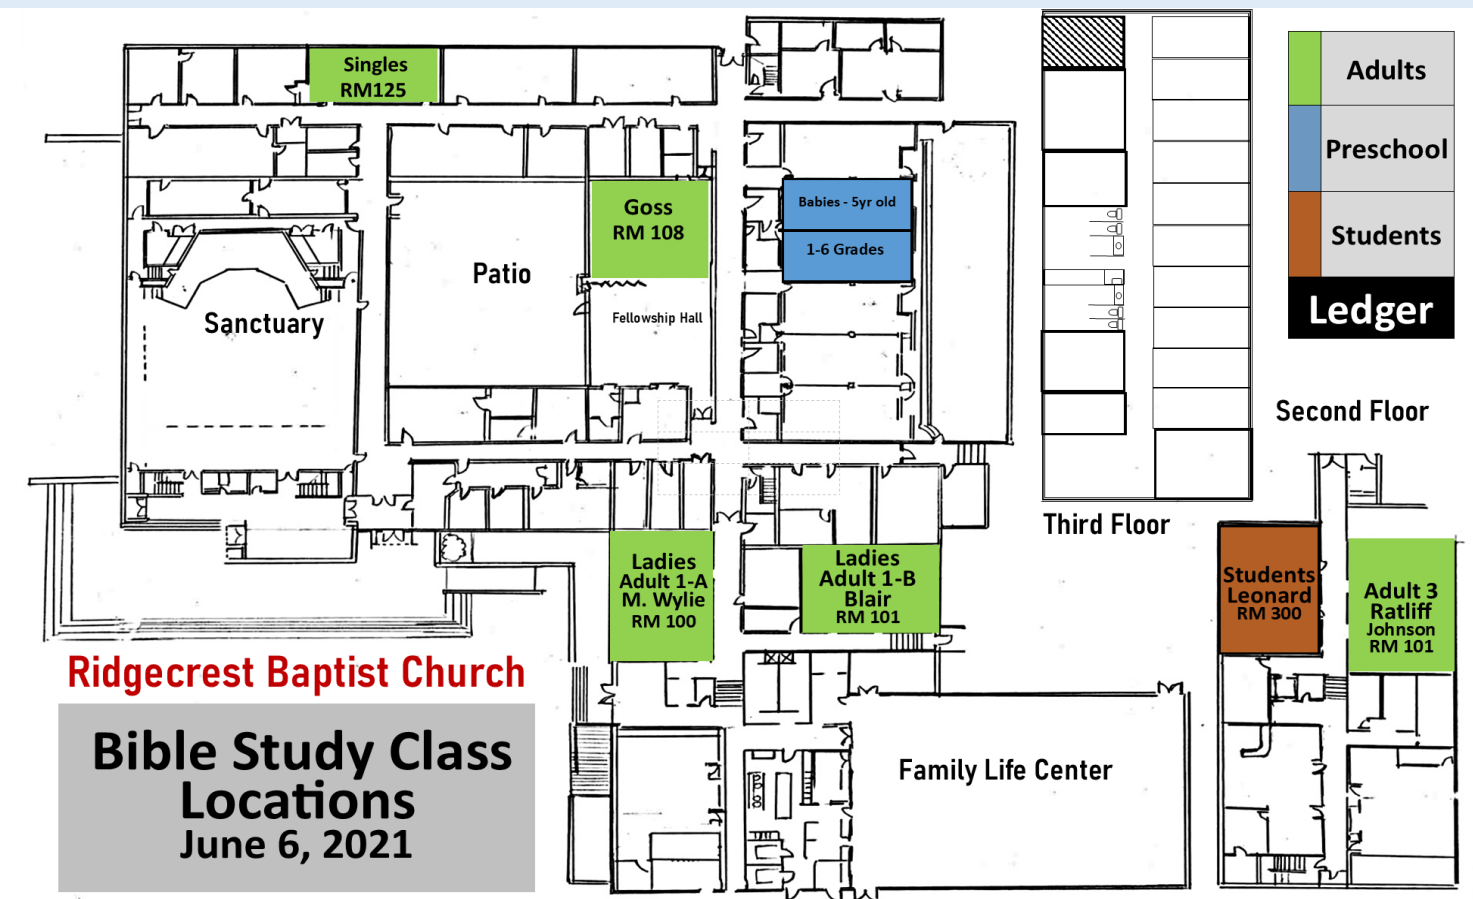 Singles
RM125
Goss
RM 108
Babies - 5yr old
1-6 Grades
Patio
Sanctuary
Fellowship Hall
Adults
Preschool
Students
Ledger
Second Floor
Third Floor
Ladies
Adult 1-A
M. Wylie
RM 100
Ladies
Adult 1-B
Blair
RM 101
Students
Leonard
RM 300
Adult 3
Ratliff
Johnson
RM 101
Ridgecrest Baptist Church
Bible Study Class
Locations
June 6, 2021
Family Life Center